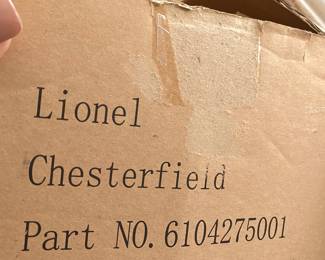 Lionel
Chesterfield
Part NO. 6104275001